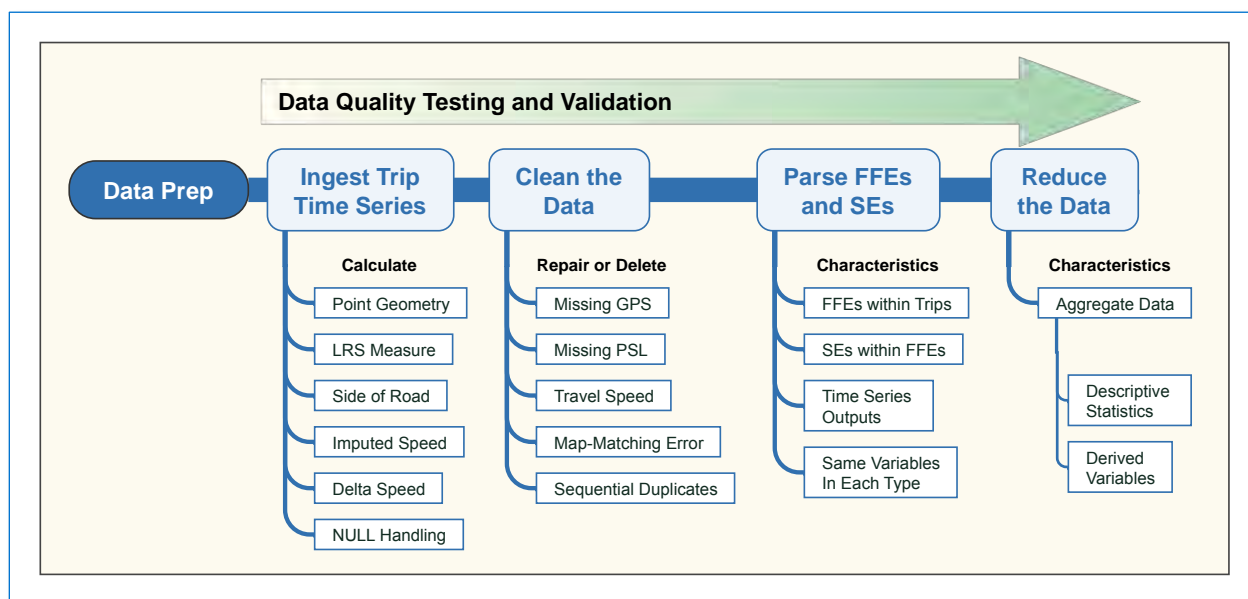 Data Quality Testing and Validation
Data Prep
Ingest Trip
Time Series
Calculate
Point Geometry
LRS Measure
Side of Road
Imputed Speed
Delta Speed
NULL Handling
Clean the
Data
Repair or Delete
Missing GPS
Missing PSL
Travel Speed
Map-Matching Error
Sequential Duplicates
Parse FFEs
and SEs
Characteristics
FFEs within Trips
SEs within FFEs
Time Series
Outputs
Same Variables
In Each Type
Reduce
the Data
Characteristics
Aggregate Data
Descriptive
Statistics
Derived
Variables